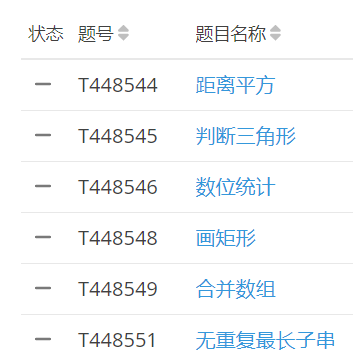 状态 题号 题目名称
— T448544 距离平方
— T448545 判断三角形
— T448546 数位统计
— T448548 画矩形
— T448549 合并数组
— T448551 无重复最长子串